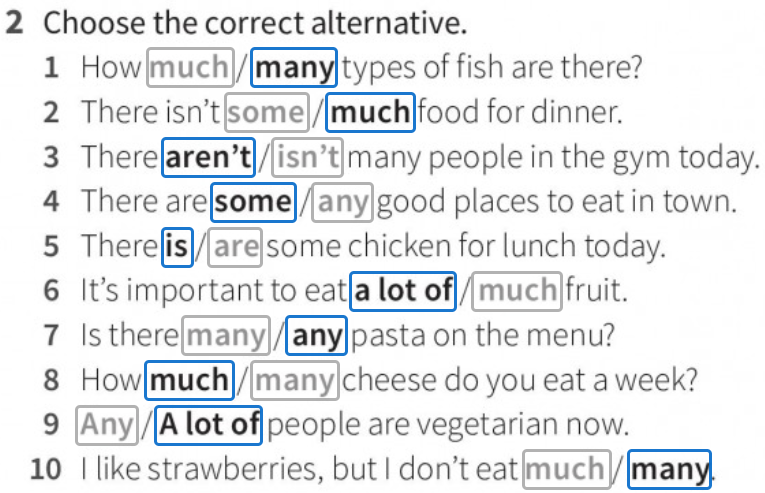 2 Choose the correct alternative.
1 How much / many types of fish are there?
2 There isn't some / much food for dinner.
3 There aren't / isn't many people in the gym today.
4 There are some / any good places to eat in town.
5 There is / are some chicken for lunch today.
6 It's important to eat a lot of / much fruit.
7 Is there many / any pasta on the menu?
8 How much / many cheese do you eat a week?
9 Any / A lot of people are vegetarian now.
10 I like strawberries, but I don't eat much / many.